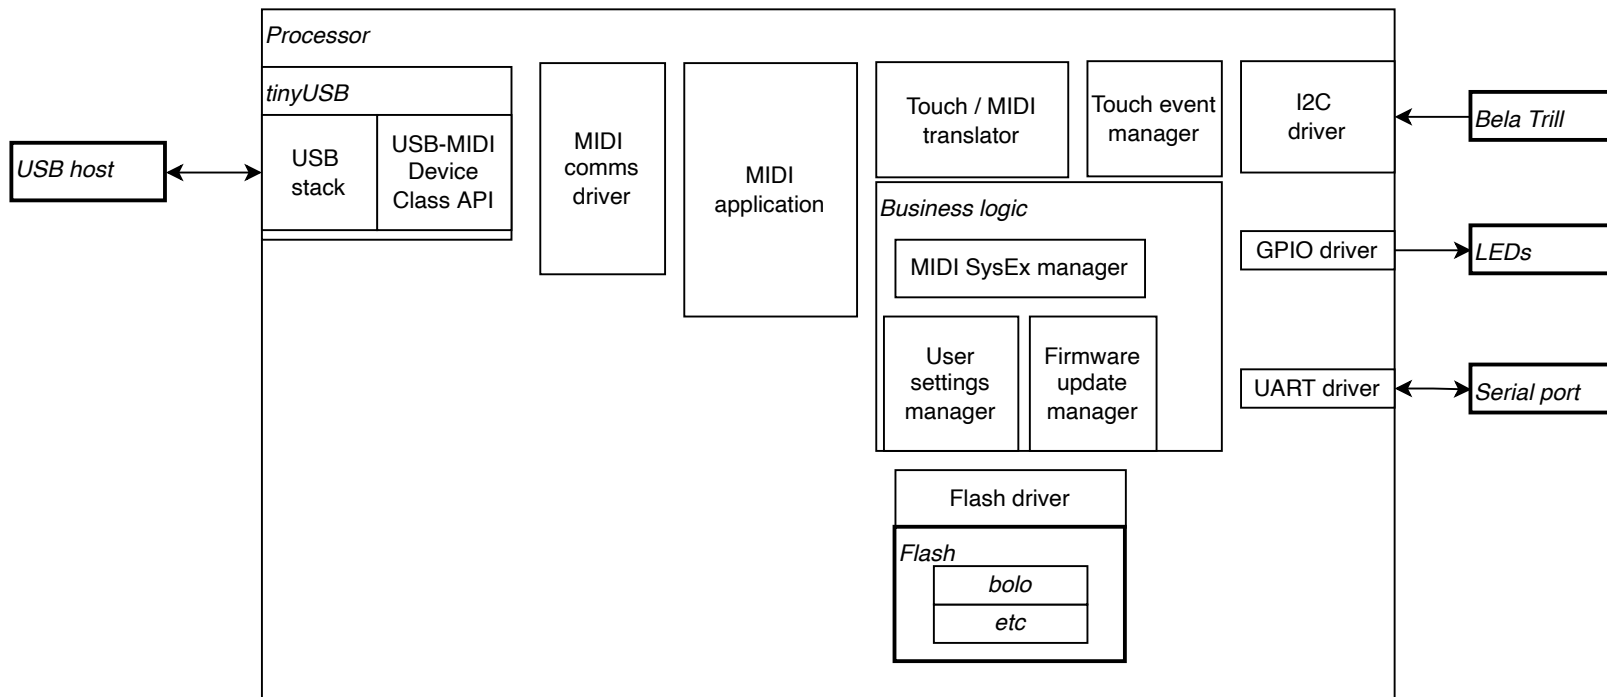 Processor
tinyUSB
USB
stack
USB-MIDI
Device
Class API
USB host
MIDI
comms
driver
MIDI
application
Touch / MIDI
translator
Touch event
manager
I2C
driver
Bela Trill
Business logic
MIDI SysEx manager
GPIO driver
LEDs
User
settings
manager
Firmware
update
manager
UART driver
Serial port
Flash driver
Flash
bolo
etc